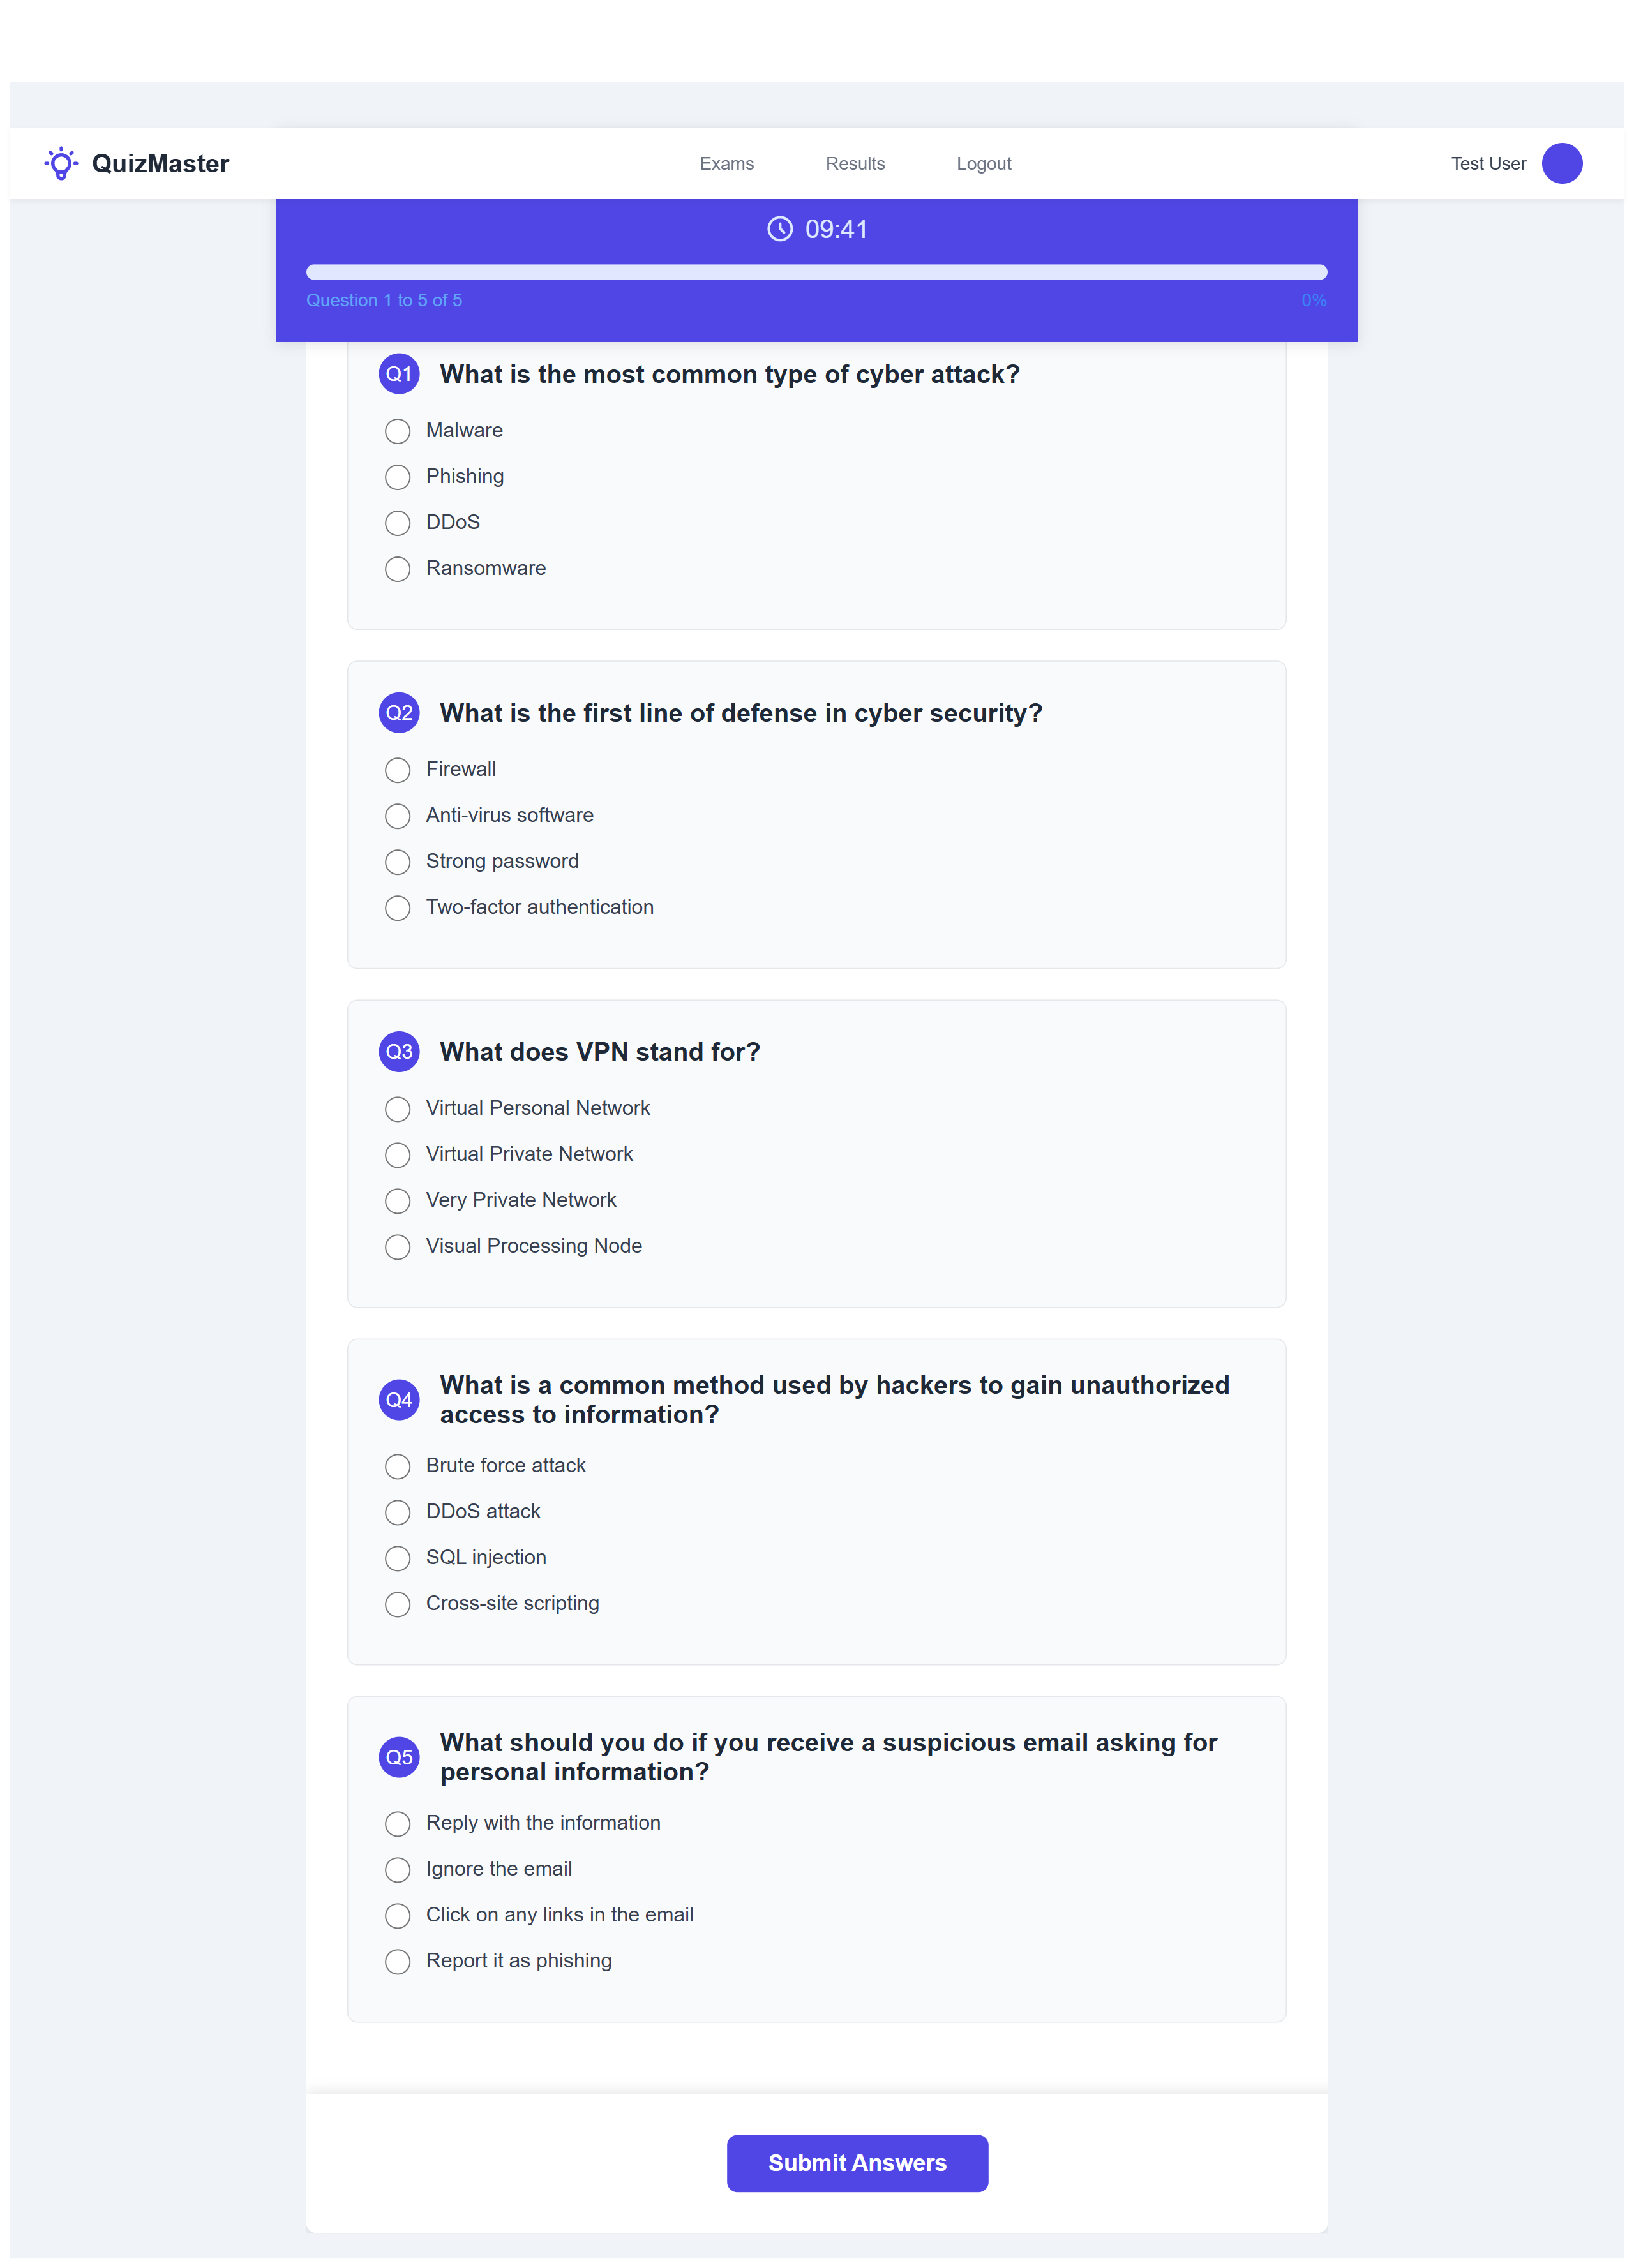 QuizMaster
Exams
Results
Logout
Test User
09:41
Question 1 to 5 of 5
0%
Q1
What is the most common type of cyber attack?
Malware
Phishing
DDoS
Ransomware
Q2
What is the first line of defense in cyber security?
Firewall
Anti-virus software
Strong password
Two-factor authentication
Q3
What does VPN stand for?
Virtual Personal Network
Virtual Private Network
Very Private Network
Visual Processing Node
Q4
What is a common method used by hackers to gain unauthorized
access to information?
Brute force attack
DDoS attack
SQL injection
Cross-site scripting
Q5
What should you do if you receive a suspicious email asking for
personal information?
Reply with the information
Ignore the email
Click on any links in the email
Report it as phishing
Submit Answers